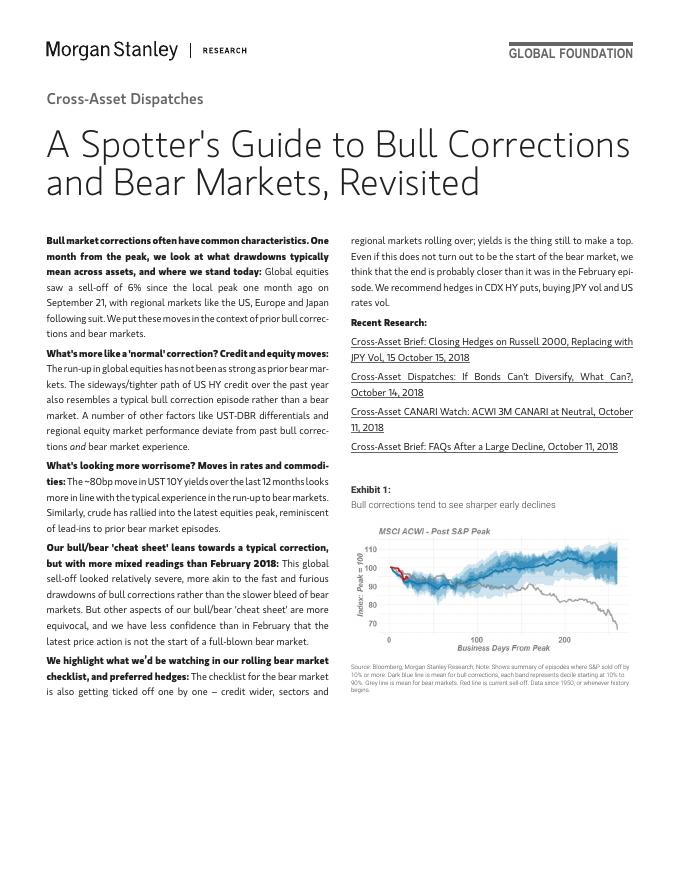 Morgan Stanley | RESEARCH
GLOBAL FOUNDATION
Cross-Asset Dispatches
A Spotter's Guide to Bull Corrections
and Bear Markets, Revisited
Bull market corrections often have common characteristics. One
month from the peak, we look at what drawdowns typically
mean across assets, and where we stand today: Global equities
saw a sell-off of 6% since the local peak one month ago on
September 21, with regional markets like the US, Europe and Japan
following suit. We put these moves in the context of prior bull correc-
tions and bear markets.
What's more like a 'normal' correction? Credit and equity moves:
The run-up in global equities has not been as strong as prior bear mar-
kets. The sideways/tighter path of US HY credit over the past year
also resembles a typical bull correction episode rather than a bear
market. A number of other factors like UST-DBR differentials and
regional equity market performance deviate from past bull correc-
tions and bear market experience.
What's looking more worrisome? Moves in rates and commodi-
ties: The ~80bp move in UST 10Y yields over the last 12 months looks
more in line with the typical experience in the run-up to bear markets.
Similarly, crude has rallied into the latest equities peak, reminiscent
of lead-ins to prior bear market episodes.
Our bull/bear 'cheat sheet' leans towards a typical correction,
but with more mixed readings than February 2018: This global
sell-off looked relatively severe, more akin to the fast and furious
drawdowns of bull corrections rather than the slower bleed of bear
markets. But other aspects of our bull/bear 'cheat sheet' are more
equivocal, and we have less confidence than in February that the
latest price action is not the start of a full-blown bear market.
We highlight what we'd be watching in our rolling bear market
checklist, and preferred hedges: The checklist for the bear market
is also getting ticked off one by one – credit wider, sectors and
regional markets rolling over; yields is the thing still to make a top.
Even if this does not turn out to be the start of the bear market, we
think that the end is probably closer than it was in the February epi-
sode. We recommend hedges in CDX HY puts, buying JPY vol and US
rates vol.
Recent Research:
Cross-Asset Brief: Closing Hedges on Russell 2000, Replacing with
JPY Vol, 15 October 15, 2018
Cross-Asset Dispatches: If Bonds Can't Diversify, What Can?,
October 14, 2018
Cross-Asset CANARI Watch: ACWI 3M CANARI at Neutral, October
11, 2018
Cross-Asset Brief: FAQs After a Large Decline, October 11, 2018
Exhibit 1:
Bull corrections tend to see sharper early declines
MSCI ACWI - Post S&P Peak
Index: Peak = 100
110
100
90
80
70
0 100 200
Business Days From Peak
Source: Bloomberg, Morgan Stanley Research; Note: Shows summary of episodes where S&P sold off by
10% or more. Dark blue line is mean for bull corrections, each band represents decile starting at 10% to
90%. Grey line is mean for bear markets. Red line is current sell-off. Data since 1950, or whenever history
begins.